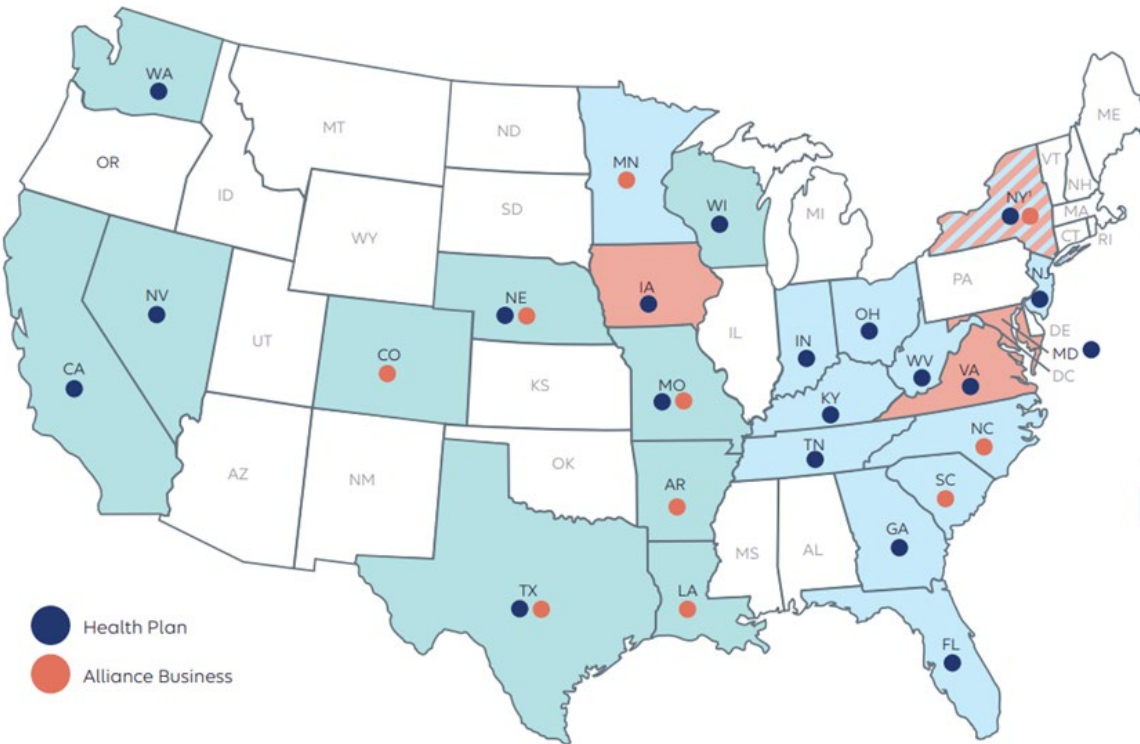 WA
MT
ND
ME
OR
MN
VT
ID
SD
WI
MI
NY¹
NH
MA
WY
CT
RI
IA
PA
NJ
NV
NE
OH
UT
CO
IL
IN
DE
MD
CA
KS
WV
VA
DC
MO
KY
NC
TN
AZ
NM
OK
AR
SC
GA
MS
AL
TX
LA
Health Plan
FL
Alliance Business